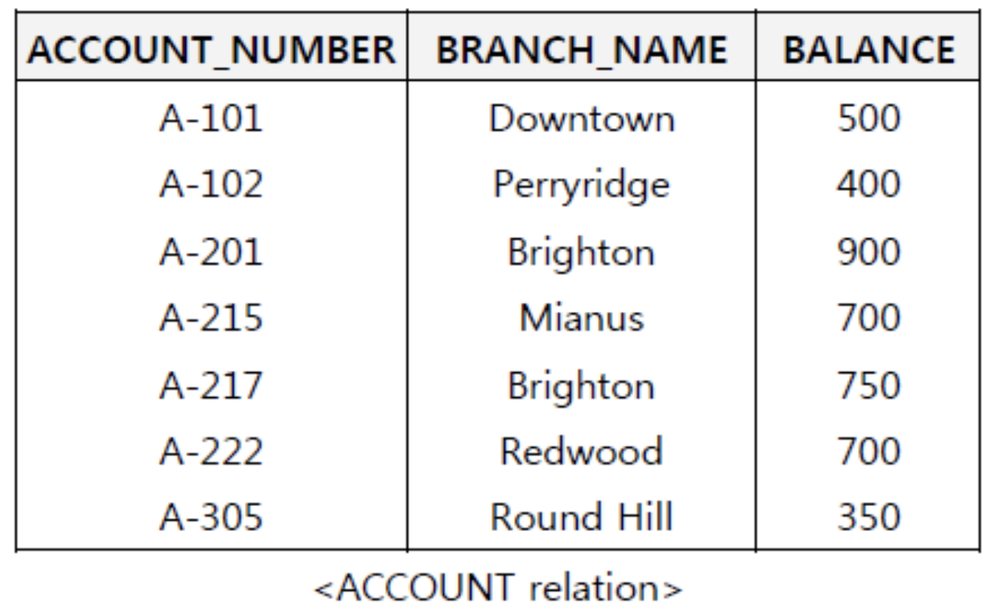 ACCOUNT_NUMBER BRANCH_NAME BALANCE
A-101 Downtown 500
A-102 Perryridge 400
A-201 Brighton 900
A-215 Mianus 700
A-217 Brighton 750
A-222 Redwood 700
A-305 Round Hill 350
<ACCOUNT relation>